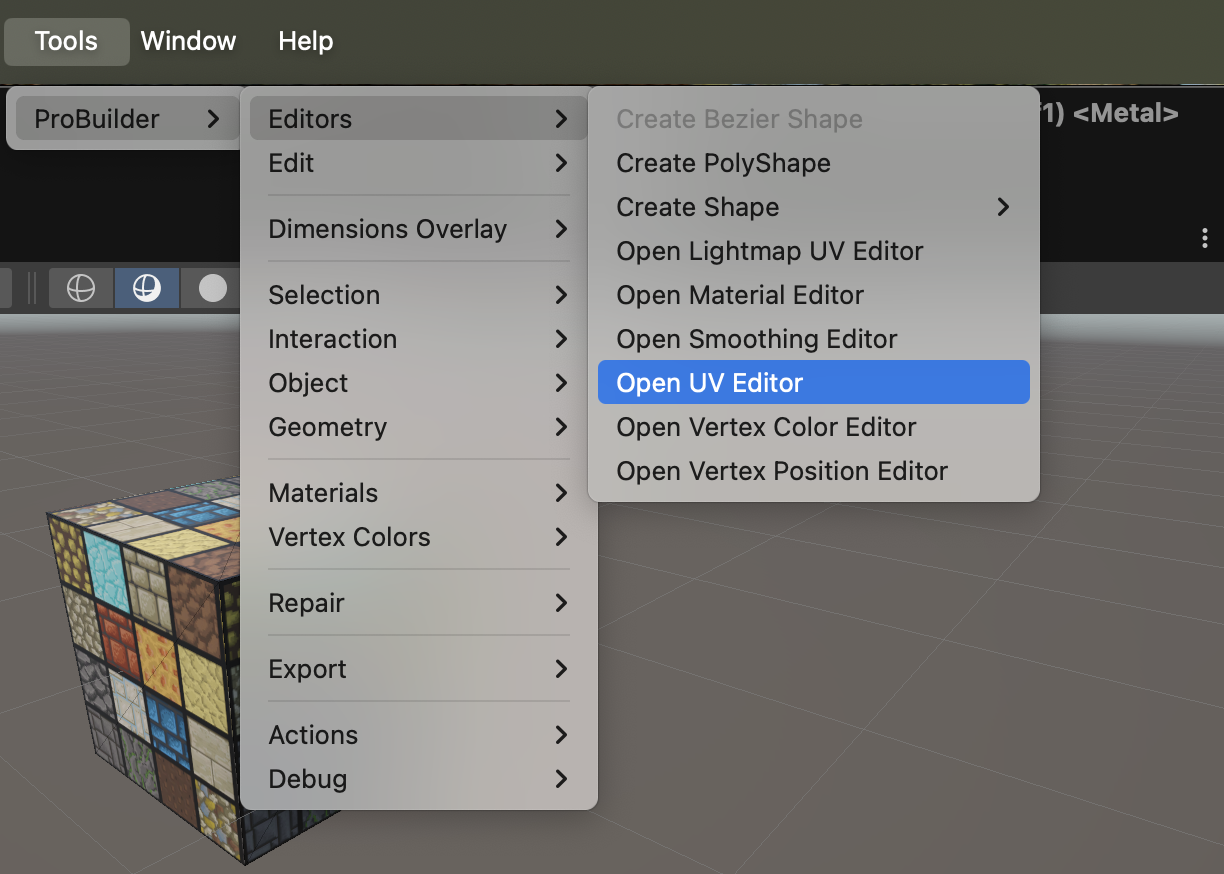 Tools Window Help
ProBuilder
Editors
Edit
Dimensions Overlay
Selection
Interaction
Object
Geometry
Materials
Vertex Colors
Repair
Export
Actions
Debug
Create Bezier Shape
Create PolyShape
Create Shape
Open Lightmap UV Editor
Open Material Editor
Open Smoothing Editor
Open UV Editor
Open Vertex Color Editor
Open Vertex Position Editor
f1) <Metal>